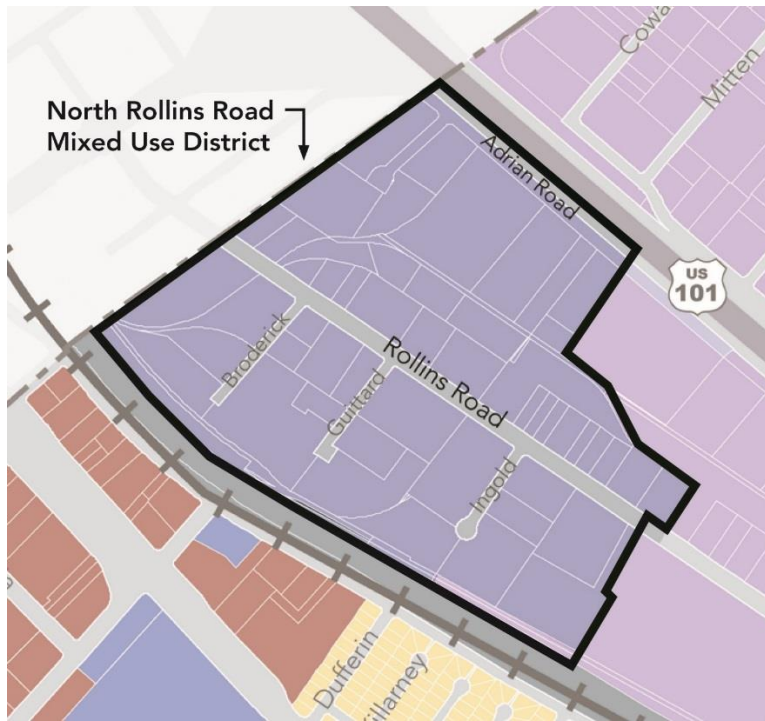 North Rollins Road
Mixed Use District
Adrian Road
Mitten
US
101
Broderick
Rollins Road
Guittard
Ingold
Dufferin